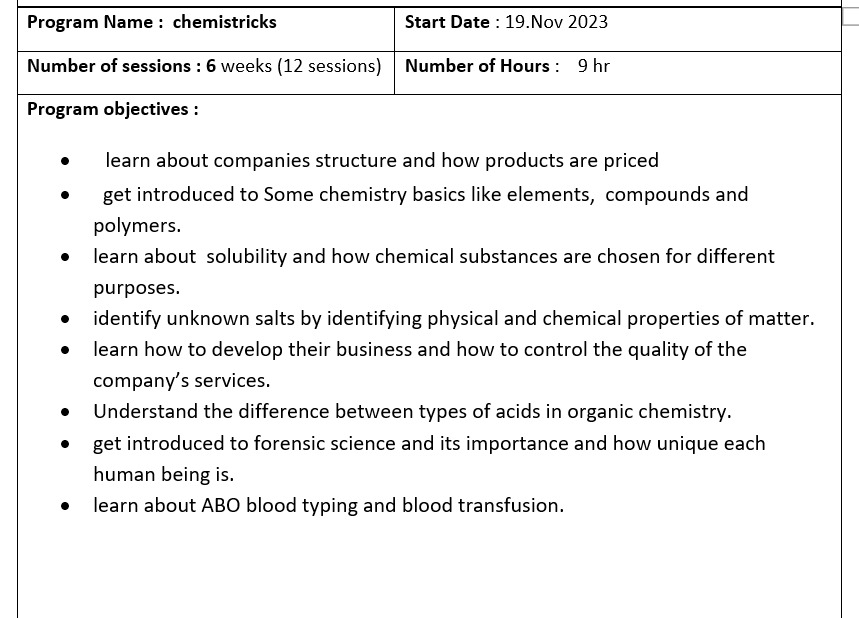 Program Name :  chemistricks
Start Date : 19.Nov 2023
Number of sessions : 6 weeks (12 sessions)
Number of Hours :   9 hr
Program objectives :
•   learn about companies structure and how products are priced
•   get introduced to Some chemistry basics like elements,  compounds and
polymers.
•  learn about  solubility and how chemical substances are chosen for different
purposes.
•  identify unknown salts by identifying physical and chemical properties of matter.
•  learn how to develop their business and how to control the quality of the
company’s services.
•  Understand the difference between types of acids in organic chemistry.
•  get introduced to forensic science and its importance and how unique each
human being is.
•  learn about ABO blood typing and blood transfusion.